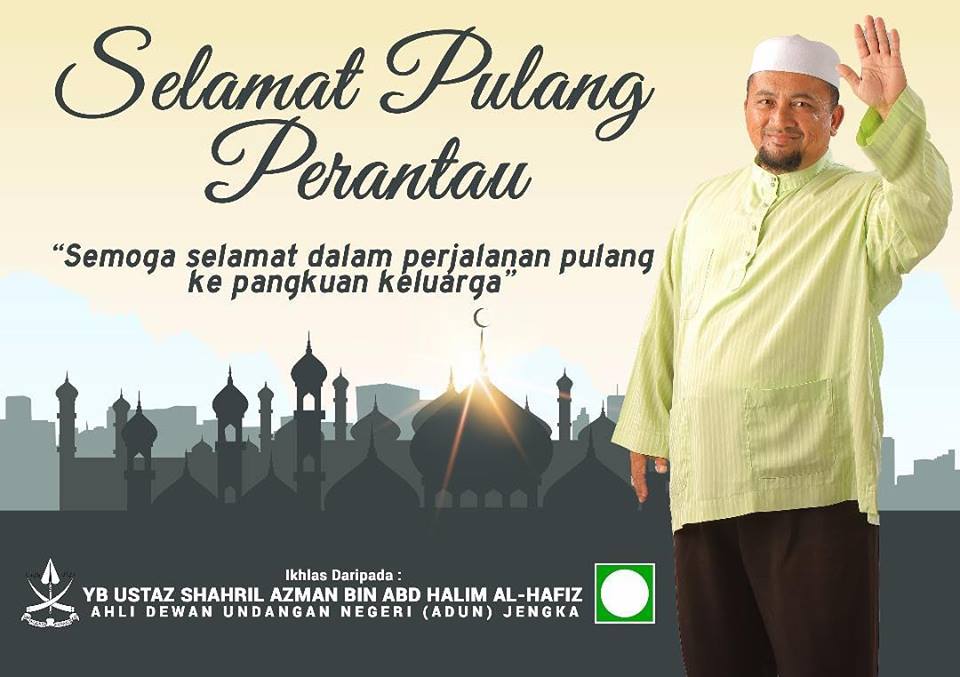 Selamat Pulang
Perantau
“Semoga selamat dalam perjalanan pulang
ke pangkuan keluarga”
Ikhlas Daripada :
YB USTAZ SHAHRIL AZMAN BIN ABD HALIM AL-HAFIZ
AHLI DEWAN UNDANGAN NEGERI (ADUN) JENGKA